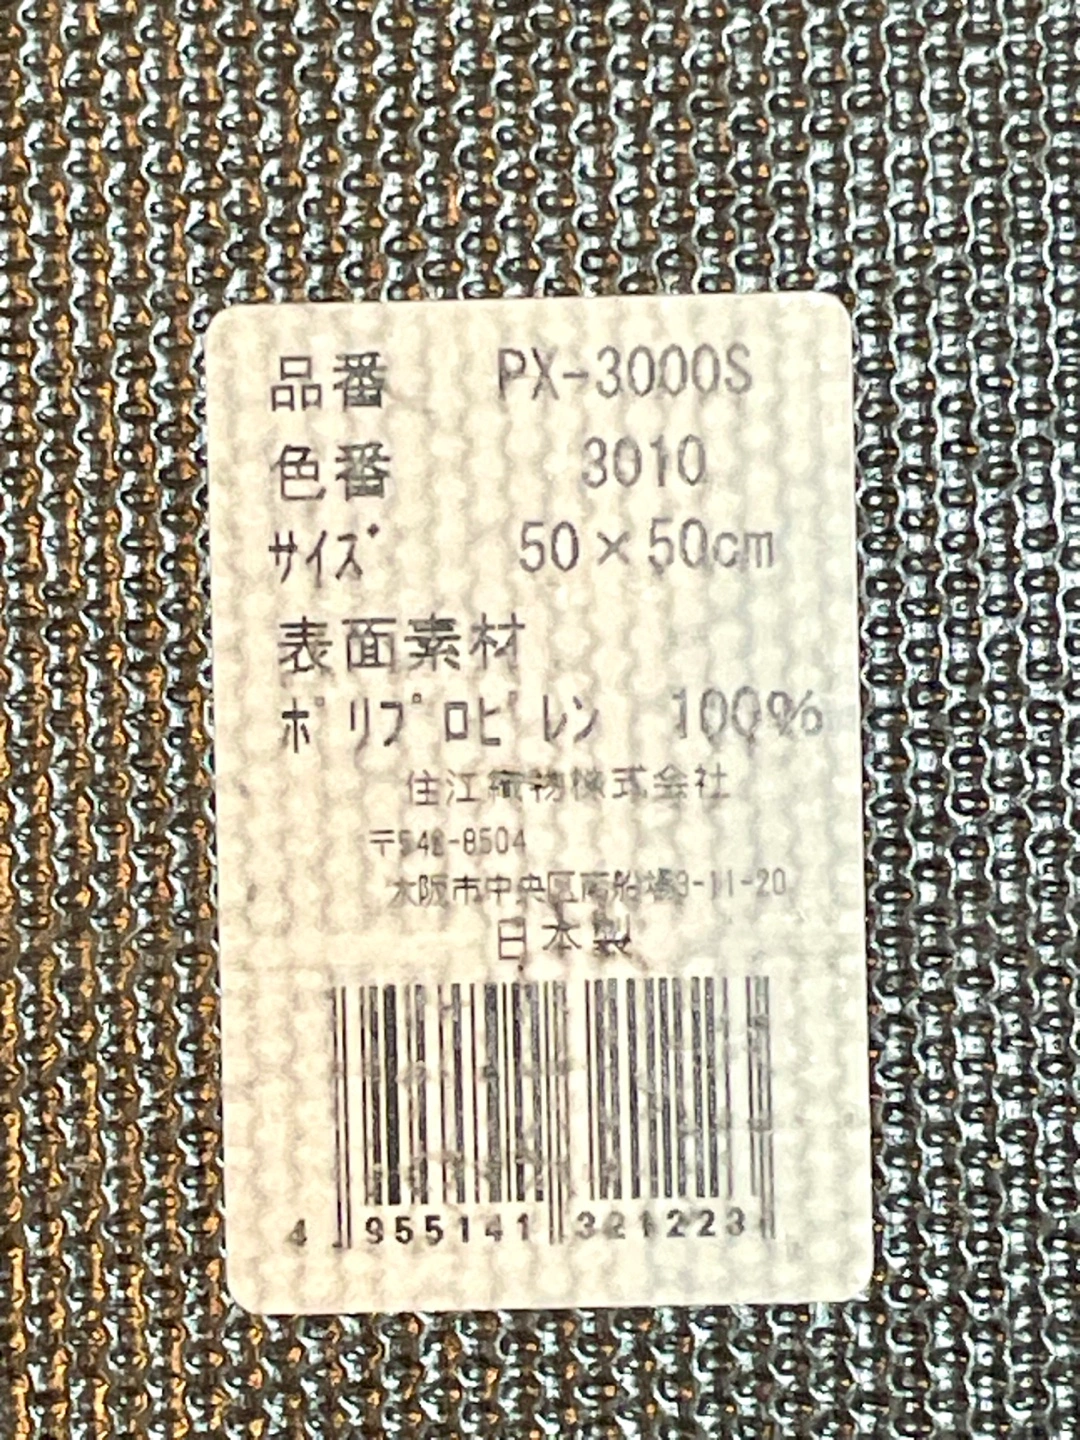 品番 PX-3000S
色番 3010
サイズ 50×50cm
表面素材
ポリプロピレン 100%
住江織物株式会社
〒542-8504
大阪市中央区南船場3-11-20
日本製
4 955141 321223